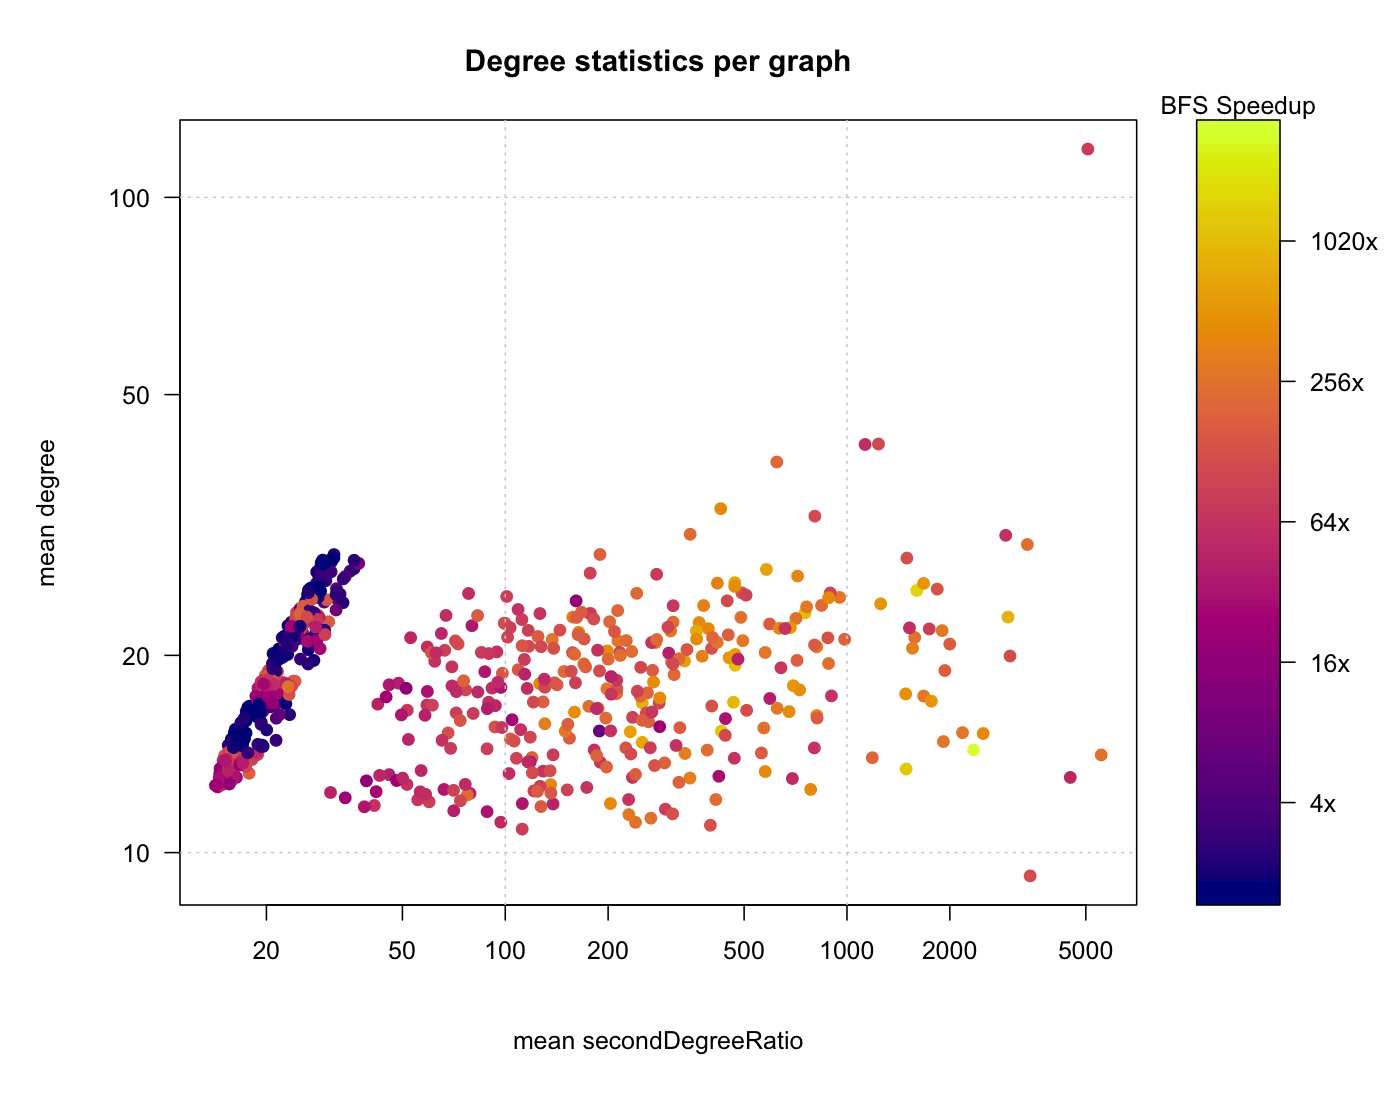 Degree statistics per graph
BFS Speedup
1020x
256x
64x
16x
4x
mean degree
100
50
20
10
20 50 100 200 500 1000 2000 5000
mean secondDegreeRatio